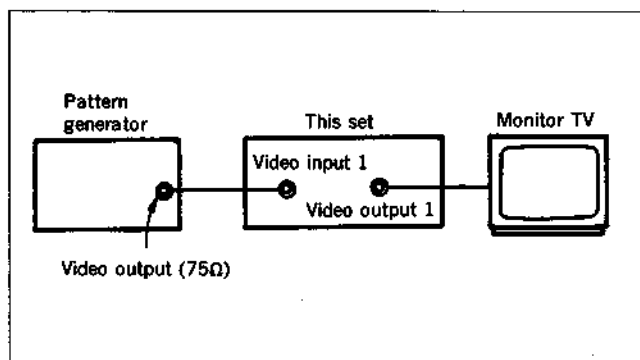 Pattern
generator
This set
Monitor TV
Video input 1
Video output 1
Video output (75Ω)